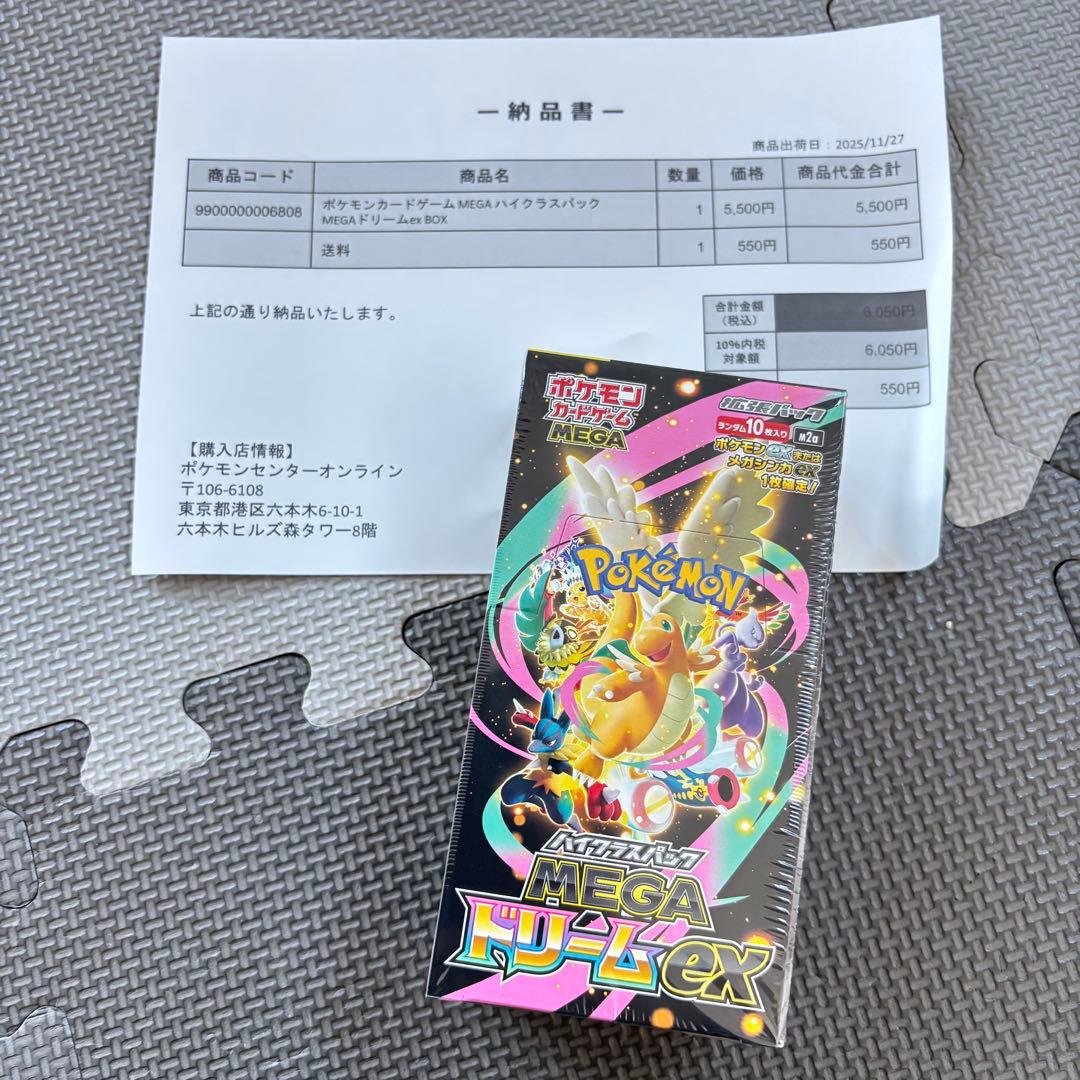 ー納品書ー
商品出荷日：2025/11/27
商品コード 商品名 数量 価格 商品代金合計
9900000006808 ポケモンカードゲーム MEGA ハイクラスパック
MEGAドリームex BOX 1 5,500円 5,500円
送料 1 550円 550円
上記の通り納品いたします。
合計金額
（税込） 6,050円
10%内税
対象額 6,050円
550円
【購入店情報】
ポケモンセンターオンライン
〒106-6108
東京都港区六本木6-10-1
六本木ヒルズ森タワー8階
ポケモン
カードゲーム
MEGA
拡張パック
ランダム10枚入り M2a
ポケモンexまたは
メガシンカex
1枚確定!
POKéMON
ハイクラスパック
MEGA
ドリームex